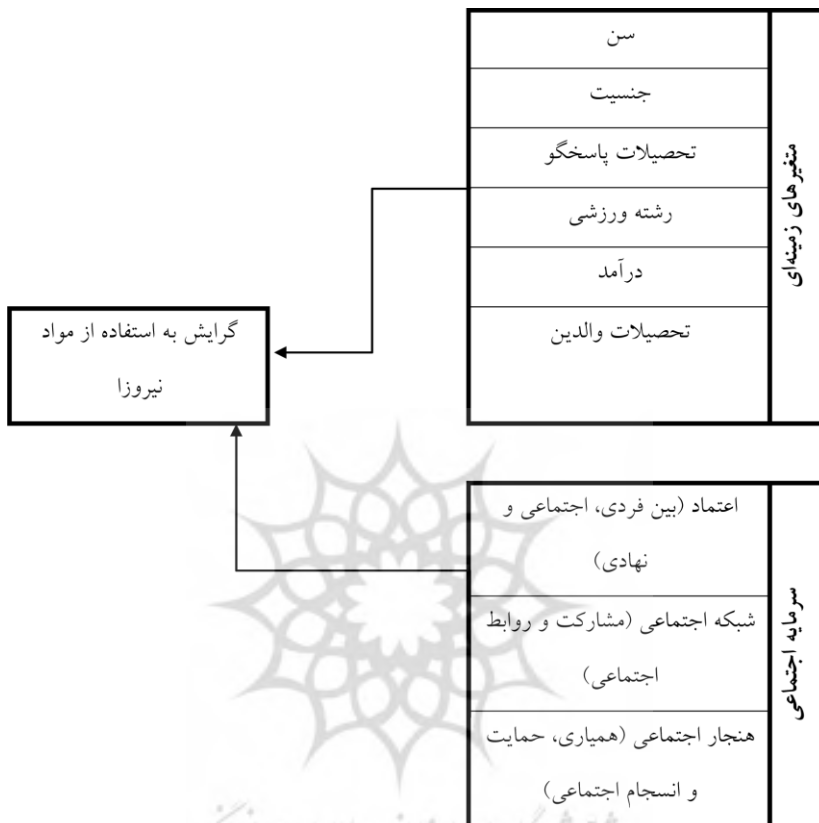 متغیرهای زمینه‌ای
سن
جنسیت
تحصیلات پاسخگو
رشته ورزشی
درآمد
تحصیلات والدین
گرایش به استفاده از مواد
نیروزا
سرمایه اجتماعی
اعتماد (بین فردی، اجتماعی و
نهادی)
شبکه اجتماعی (مشارکت و روابط
اجتماعی)
هنجار اجتماعی (همیاری، حمایت
و انسجام اجتماعی)